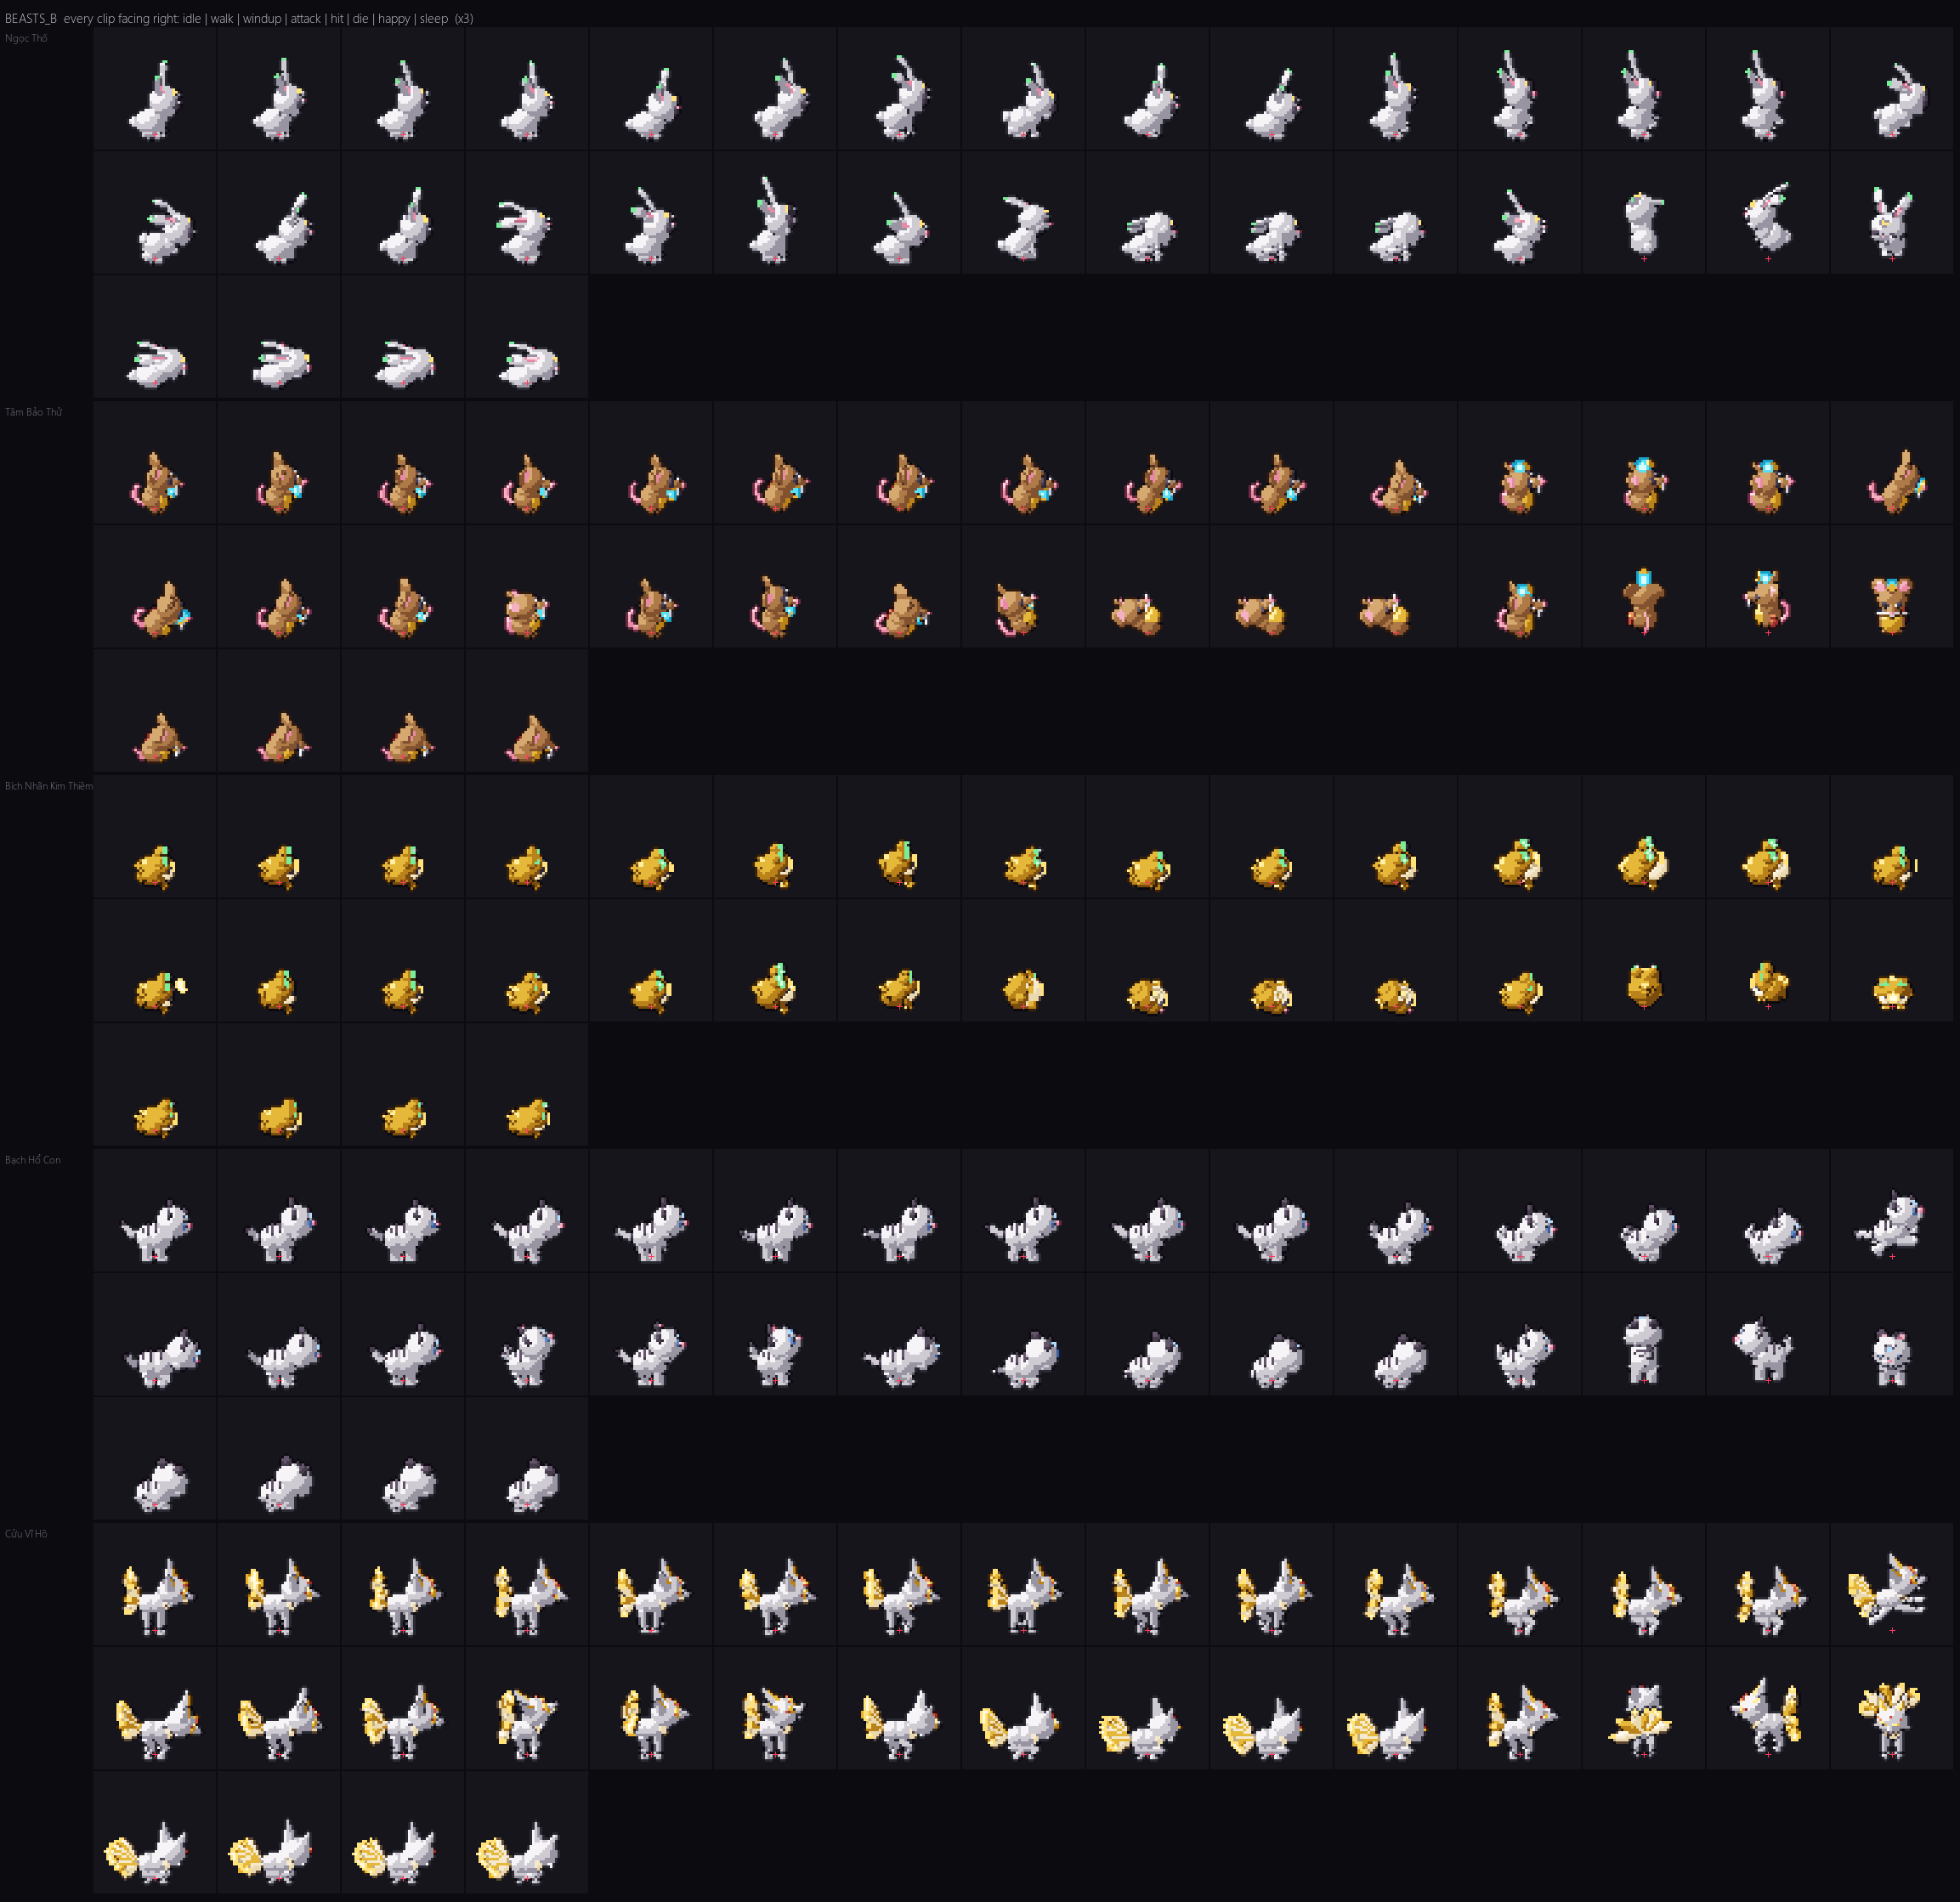 BEASTS_B every clip facing right: idle | walk | windup | attack | hit | die | happy | sleep (x3)
Ngọc Thố
Tầm Bảo Thử
Bích Nhãn Kim Thiềm
Bạch Hổ Con
Cửu Vĩ Hồ